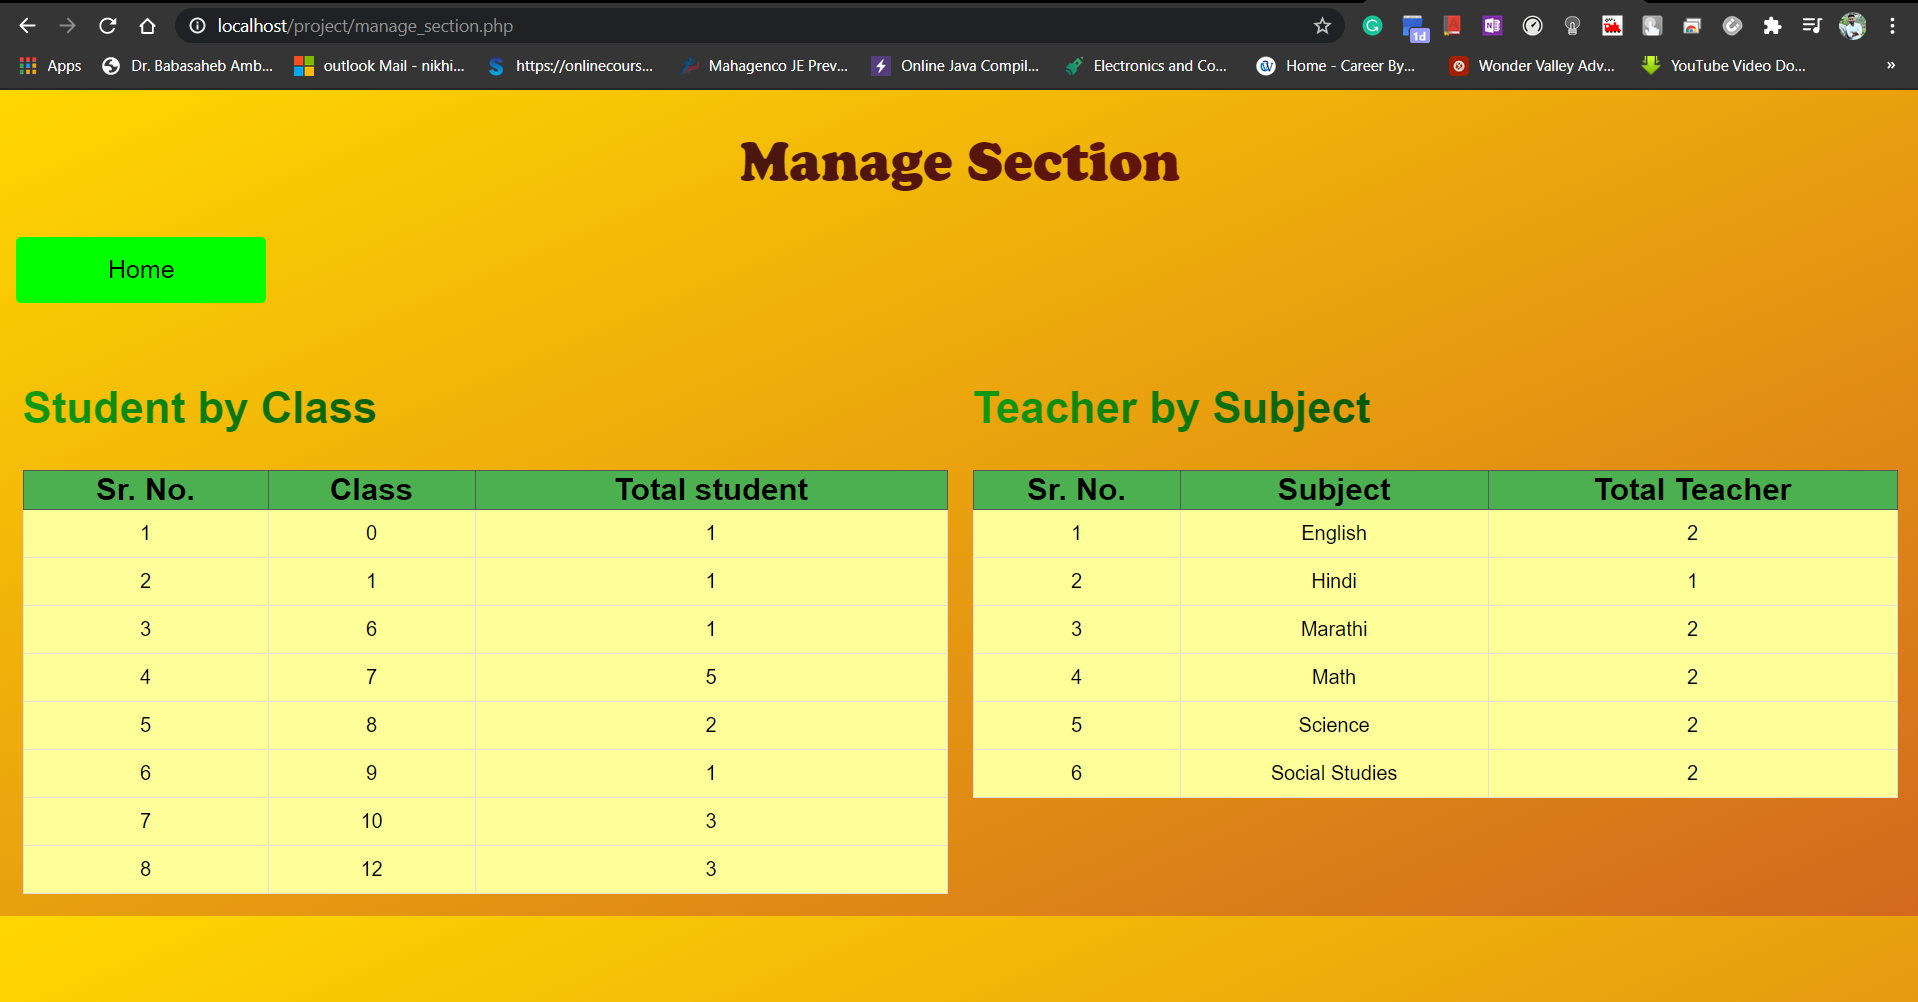 localhost/project/manage_section.php
1d
Apps Dr. Babasaheb Amb... outlook Mail - nikhi... https://onlinecours... Mahagenco JE Prev... Online Java Compil... Electronics and Co... Home - Career By... Wonder Valley Adv... YouTube Video Do... »
Manage Section
Home
Student by Class
Sr. No. Class Total student
1 0 1
2 1 1
3 6 1
4 7 5
5 8 2
6 9 1
7 10 3
8 12 3
Teacher by Subject
Sr. No. Subject Total Teacher
1 English 2
2 Hindi 1
3 Marathi 2
4 Math 2
5 Science 2
6 Social Studies 2